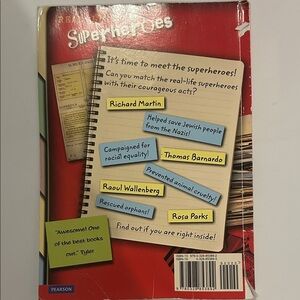 Superheroes
It's time to meet the superheroes!
Can you match the real-life superheroes
with their courageous acts?
Richard Martin
Helped save Jewish people
from the Nazis!
Campaigned for
racial equality!
Thomas Barnardo
Prevented animal cruelty!
Raoul Wallenberg
Rescued orphans!
Rosa Parks
Find out if you are right inside!
"Awesome! One
of the best books
out." Tyler
PEARSON